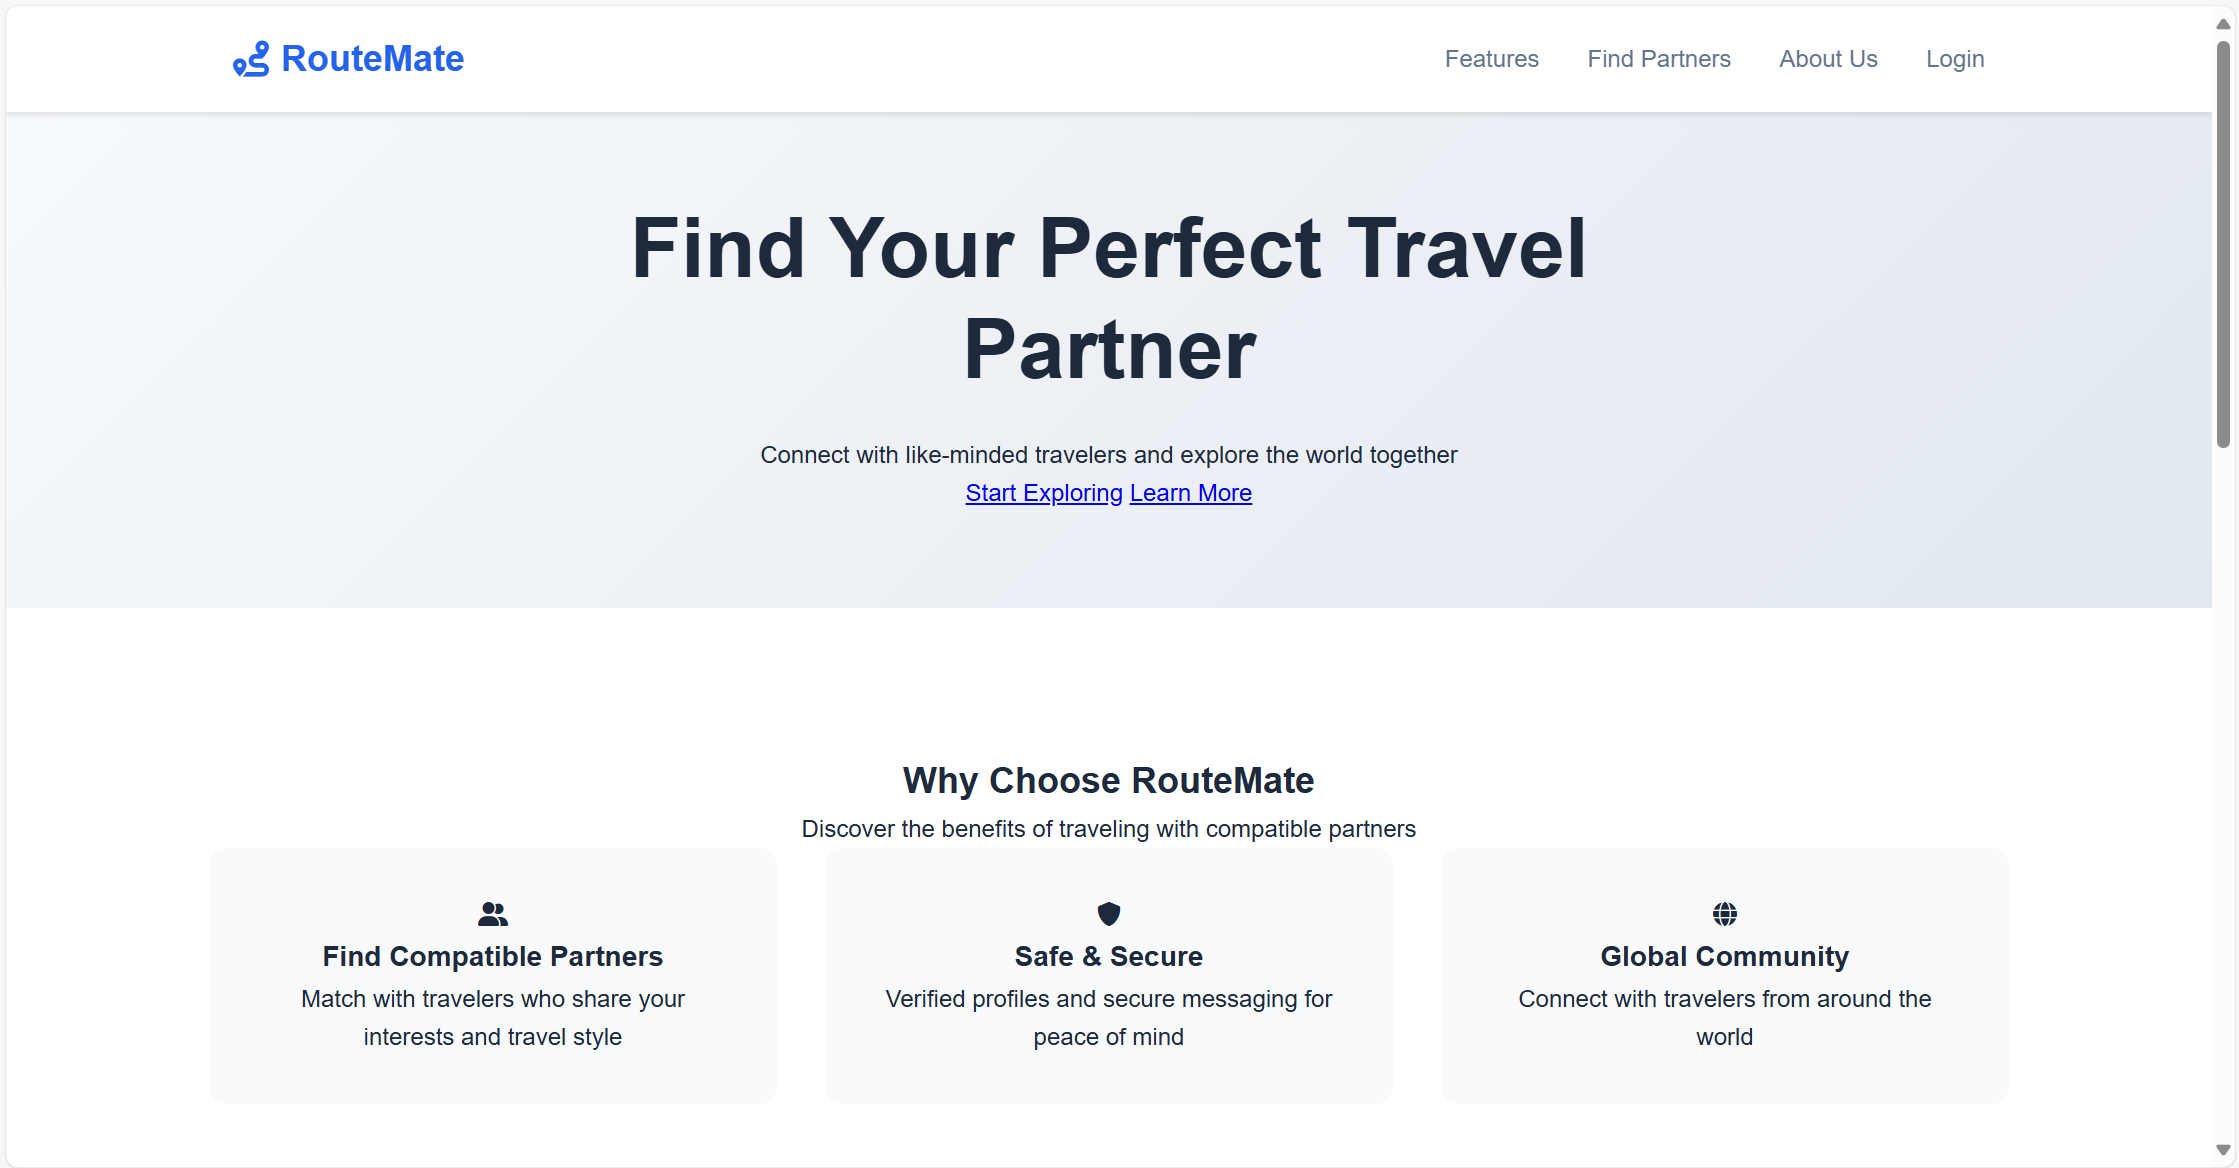 RouteMate
Features Find Partners About Us Login
Find Your Perfect Travel
Partner
Connect with like-minded travelers and explore the world together
Start Exploring Learn More
Why Choose RouteMate
Discover the benefits of traveling with compatible partners
Find Compatible Partners
Match with travelers who share your
interests and travel style
Safe & Secure
Verified profiles and secure messaging for
peace of mind
Global Community
Connect with travelers from around the
world